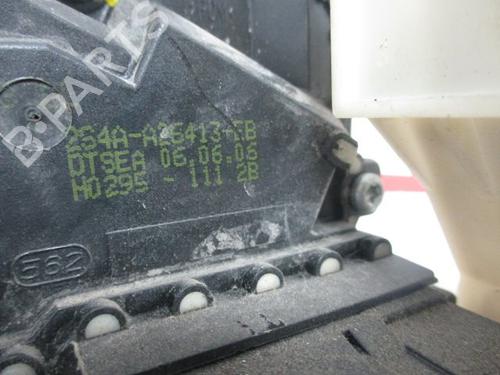 B-PARTS
2S4A-A26413-EB
DTSEA 06.06.06
H0295 - 111 2B
562